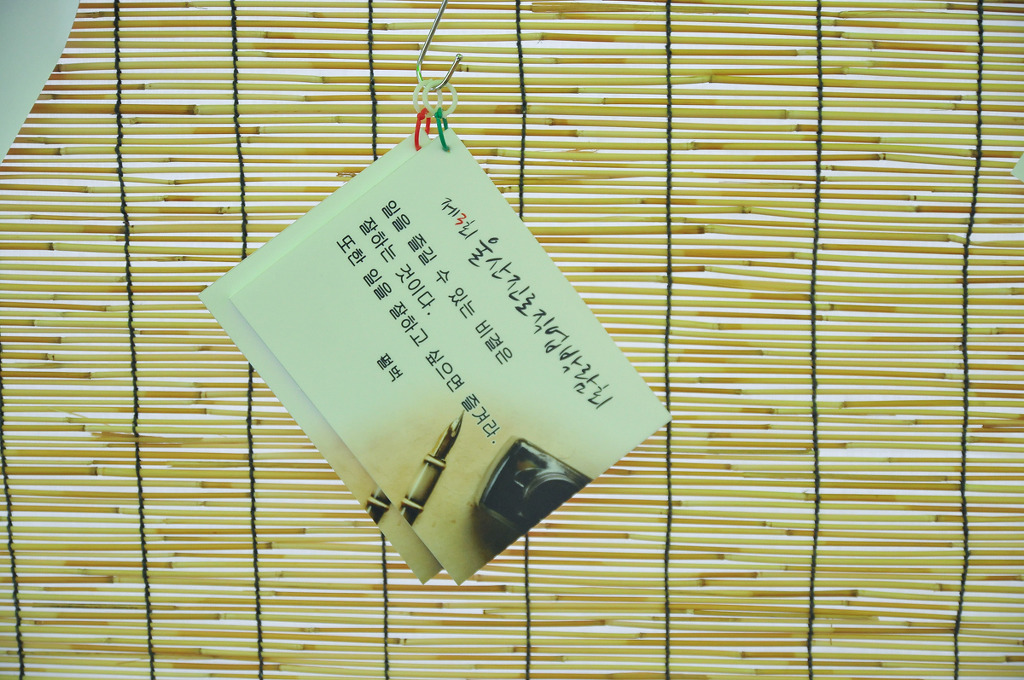 제3회 울산진로직업박람회
일을 즐길 수 있는 비결은
잘하는 것이다.
또한 일을 잘하고 싶으면 즐겨라.
펄벅